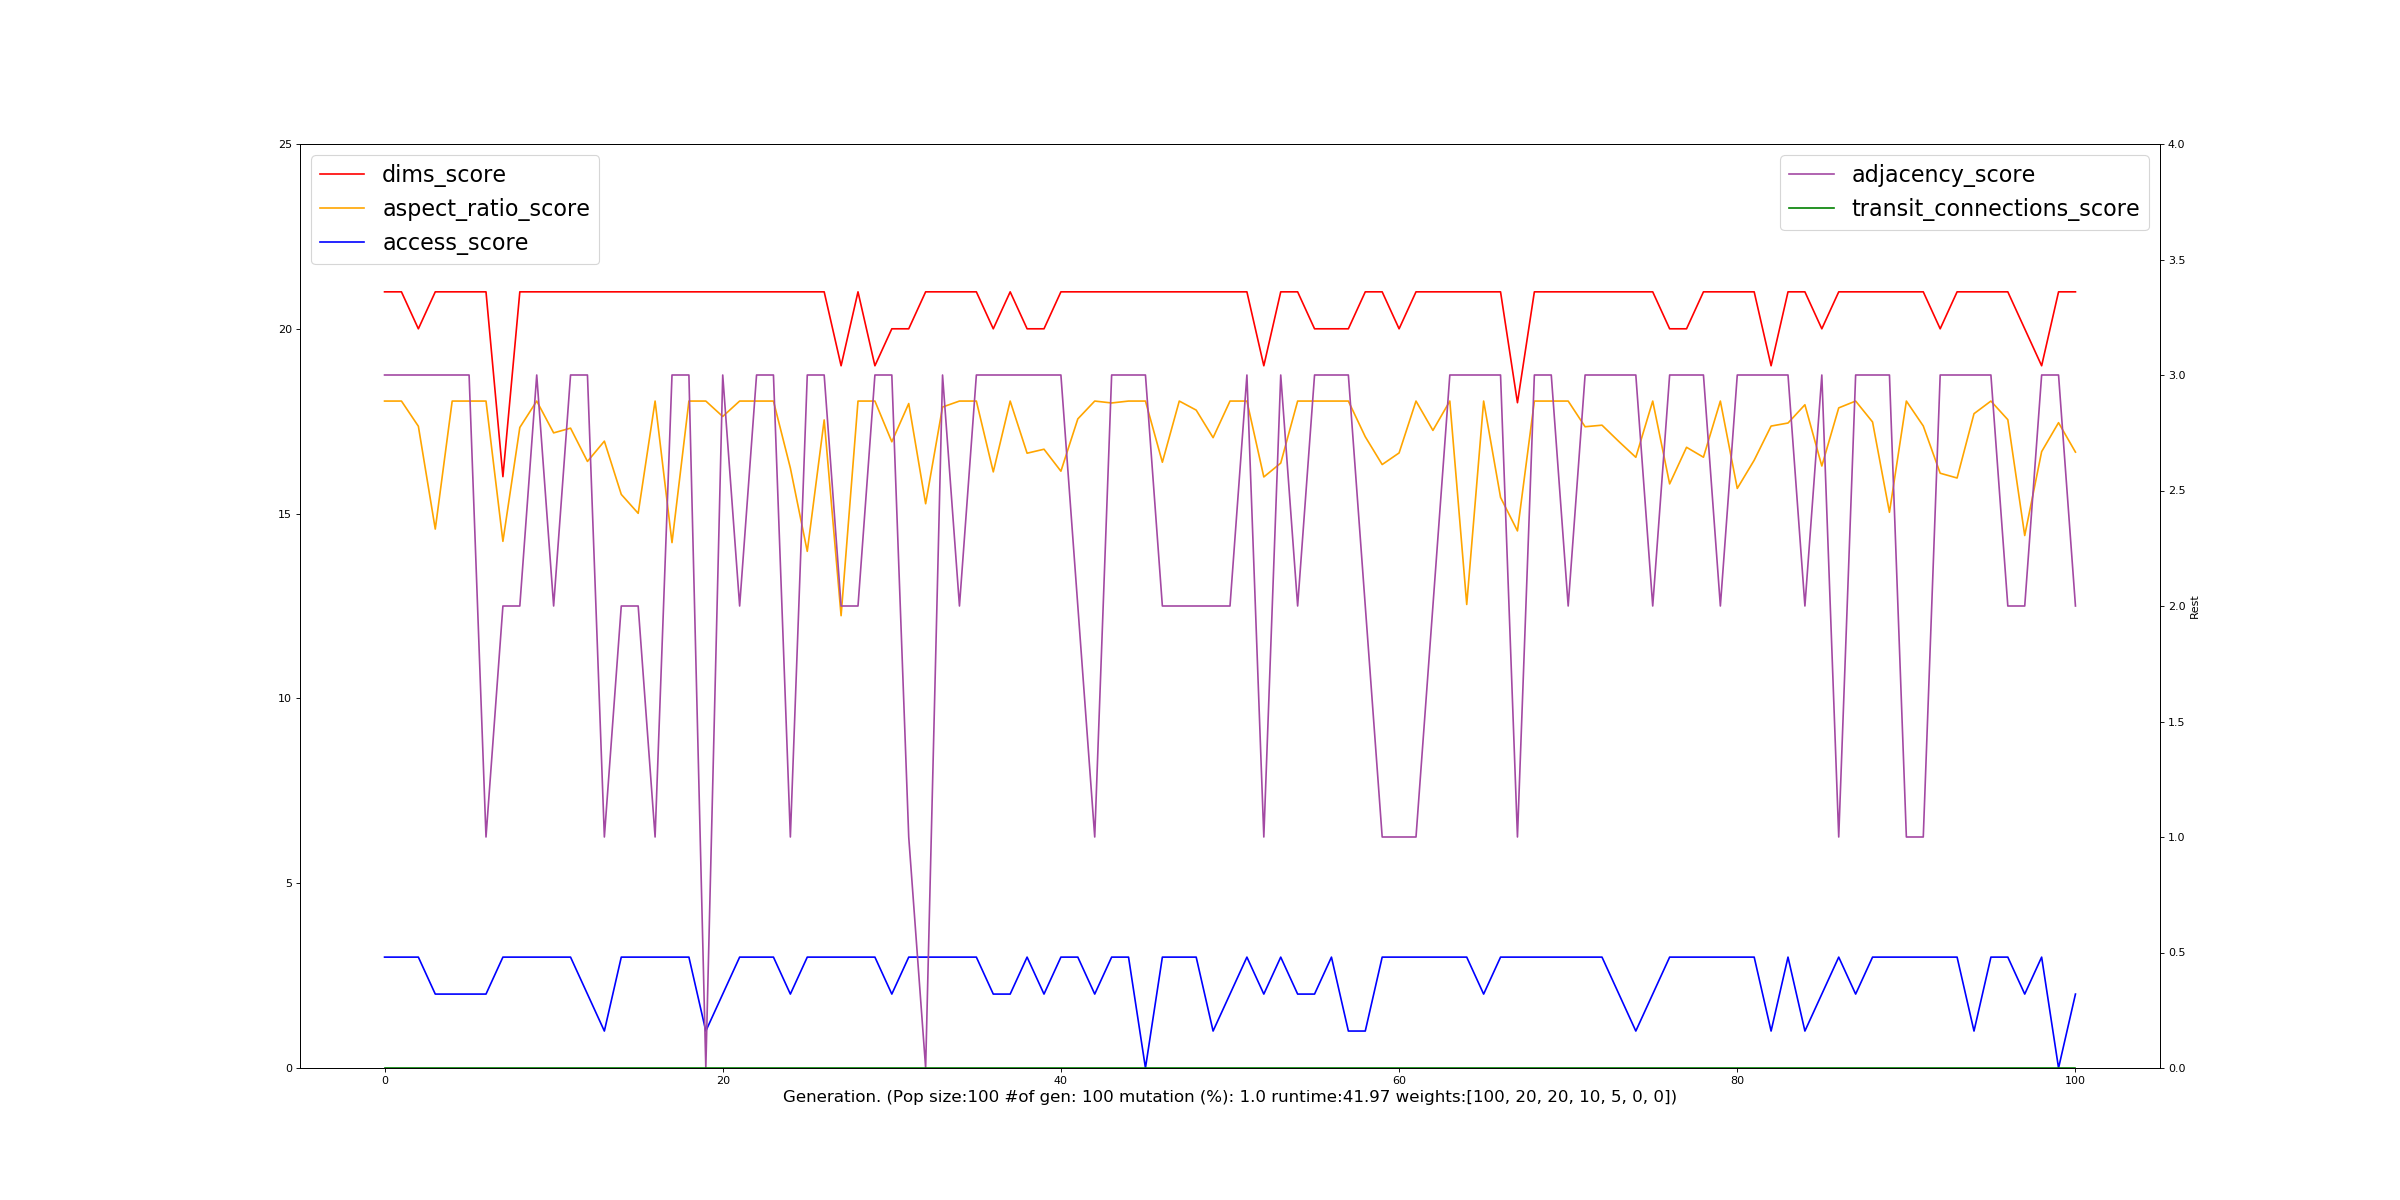 dims_score
aspect_ratio_score
access_score
adjacency_score
transit_connections_score
25
20
15
10
5
0
4.0
3.5
3.0
2.5
2.0
1.5
1.0
0.5
0.0
Rest
0 20 40 60 80 100
Generation. (Pop size:100 #of gen: 100 mutation (%): 1.0 runtime:41.97 weights:[100, 20, 20, 10, 5, 0, 0])